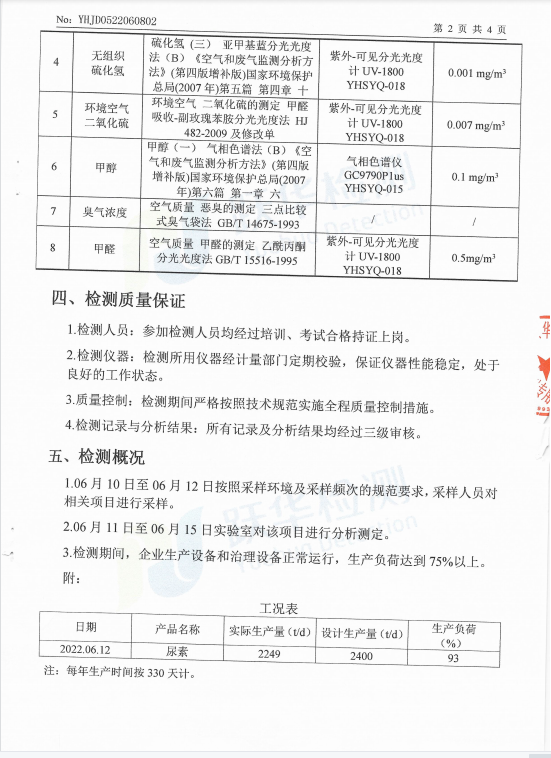 No: YHJD0522060802
第 2 页 共 4 页
4
无组织
硫化氢
硫化氢 (三) 亚甲基蓝分光光度
法（B）《空气和废气监测分析方
法》(第四版增补版)国家环境保护
总局(2007 年)第五篇 第四章 十
紫外-可见分光光度
计 UV-1800
YHSYQ-018
0.001 mg/m³
5
环境空气
二氧化硫
环境空气 二氧化硫的测定 甲醛
吸收-副玫瑰苯胺分光光度法 HJ
482-2009 及修改单
紫外-可见分光光度
计 UV-1800
YHSYQ-018
0.007 mg/m³
6
甲醇
甲醇（一） 气相色谱法（B）《空
气和废气监测分析方法》(第四版
增补版)国家环境保护总局(2007
年)第六篇 第一章 六
气相色谱仪
GC9790P1us
YHSYQ-015
0.1 mg/m³
7
臭气浓度
空气质量 恶臭的测定 三点比较
式臭气袋法 GB/T 14675-1993
/
/
8
甲醛
空气质量 甲醛的测定 乙酰丙酮
分光光度法 GB/T 15516-1995
紫外-可见分光光度
计 UV-1800
YHSYQ-018
0.5mg/m³
四、检测质量保证
1.检测人员：参加检测人员均经过培训、考试合格持证上岗。
2.检测仪器：检测所用仪器经计量部门定期校验，保证仪器性能稳定，处于
良好的工作状态。
3.质量控制：检测期间严格按照技术规范实施全程质量控制措施。
4.检测记录与分析结果：所有记录及分析结果均经过三级审核。
五、检测概况
1.06 月 10 日至 06 月 12 日按照采样环境及采样频次的规范要求，采样人员对
相关项目进行采样。
2.06 月 11 日至 06 月 15 日实验室对该项目进行分析测定。
3.检测期间，企业生产设备和治理设备正常运行，生产负荷达到 75%以上。
附：
工况表
日期
产品名称
实际生产量（t/d）
设计生产量（t/d）
生产负荷
（%）
2022.06.12
尿素
2249
2400
93
注：每年生产时间按 330 天计。